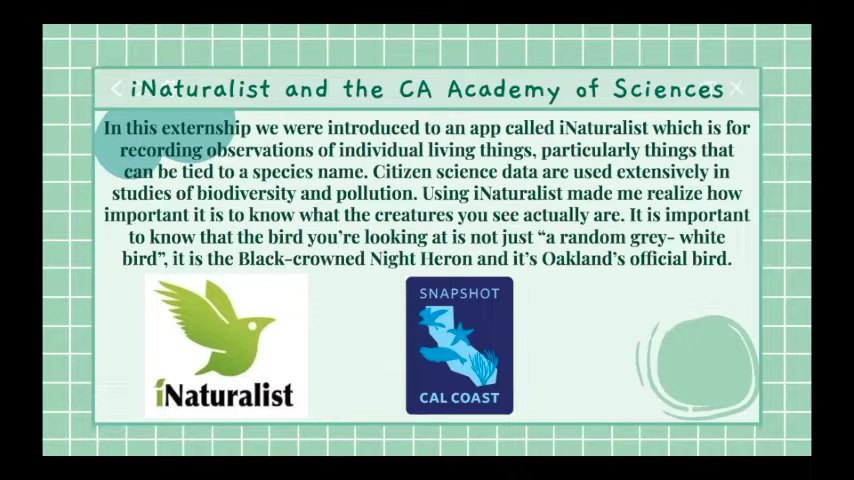 iNaturalist and the CA Academy of Sciences
In this externship we were introduced to an app called iNaturalist which is for
recording observations of individual living things, particularly things that
can be tied to a species name. Citizen science data are used extensively in
studies of biodiversity and pollution. Using iNaturalist made me realize how
important it is to know what the creatures you see actually are. It is important
to know that the bird you're looking at is not just “a random grey- white
bird”, it is the Black-crowned Night Heron and it's Oakland's official bird.
iNaturalist
SNAPSHOT
CAL COAST